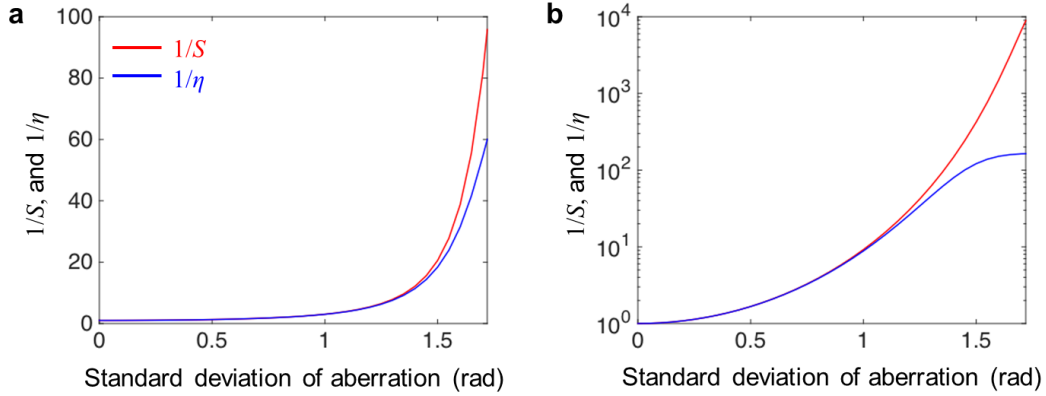 a
100
80
60
40
20
0
1/S, and 1/η
1/S
1/η
0 0.5 1 1.5
Standard deviation of aberration (rad)
b
10^4
10^3
10^2
10^1
10^0
1/S, and 1/η
0 0.5 1 1.5
Standard deviation of aberration (rad)